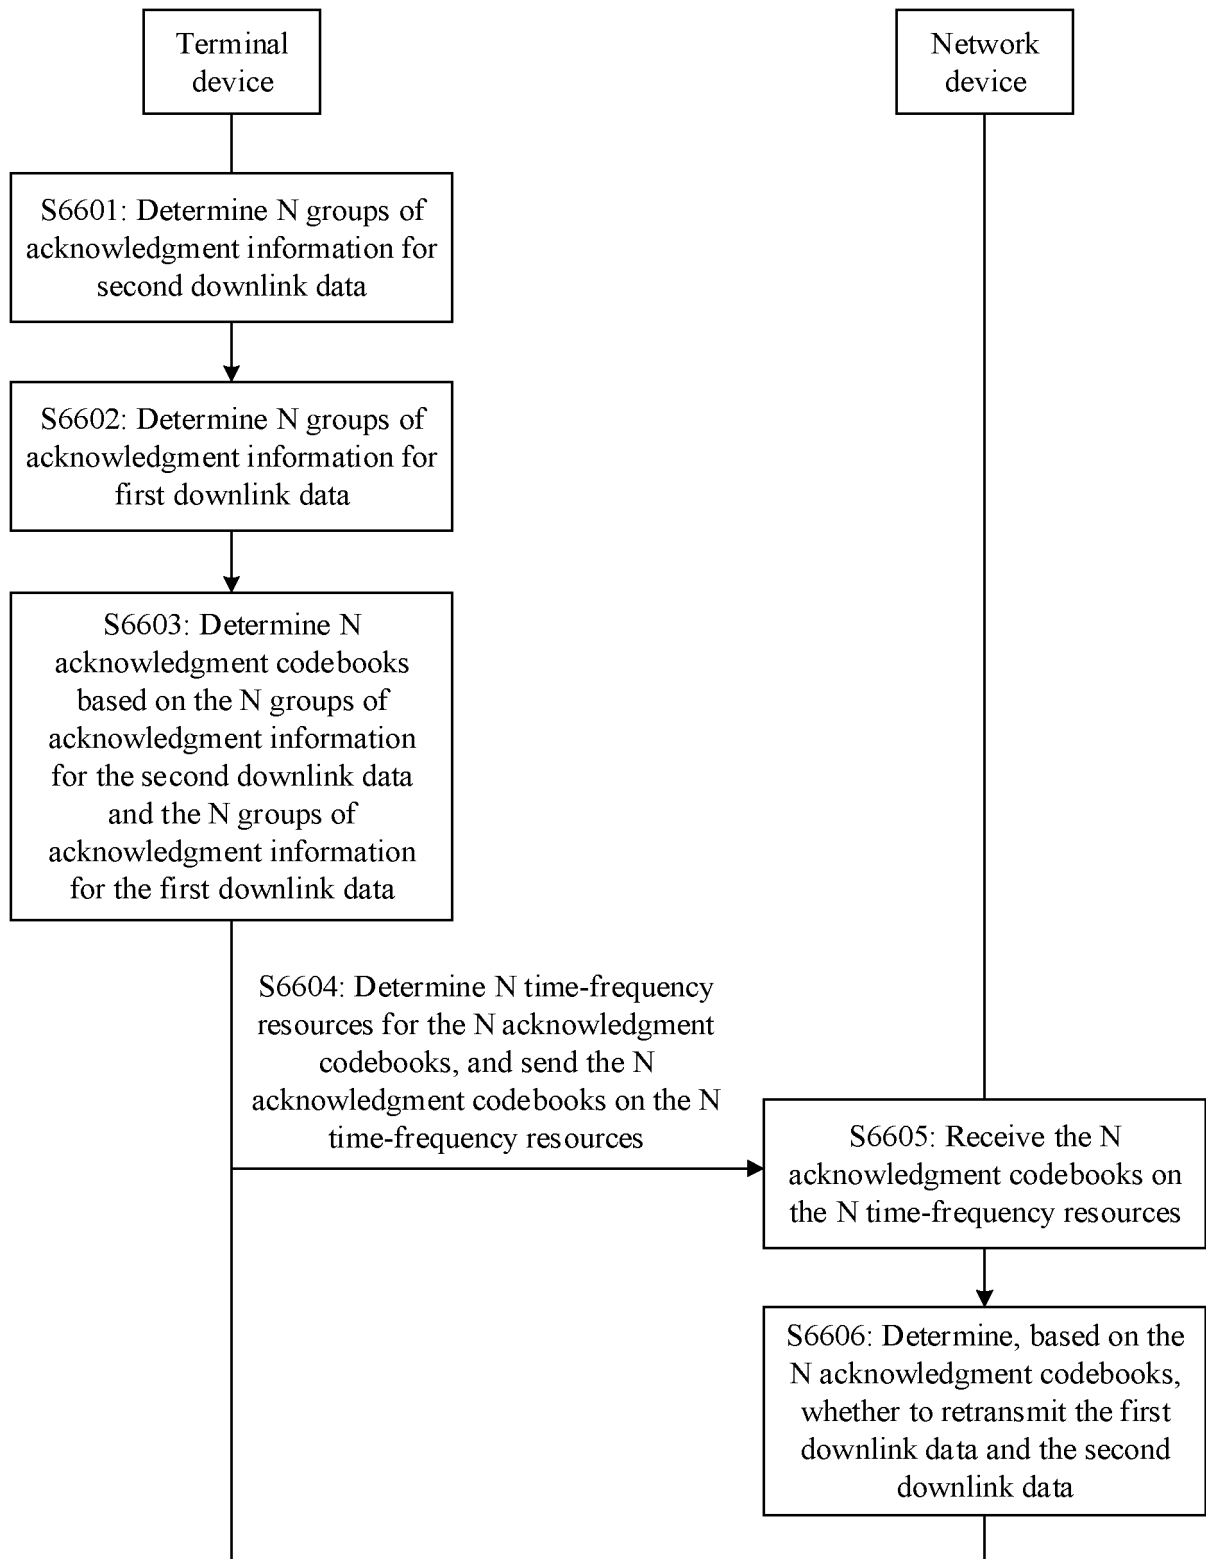 Terminal
device
Network
device
S6601: Determine N groups of
acknowledgment information for
second downlink data
S6602: Determine N groups of
acknowledgment information for
first downlink data
S6603: Determine N
acknowledgment codebooks
based on the N groups of
acknowledgment information
for the second downlink data
and the N groups of
acknowledgment information
for the first downlink data
S6604: Determine N time-frequency
resources for the N acknowledgment
codebooks, and send the N
acknowledgment codebooks on the N
time-frequency resources
S6605: Receive the N
acknowledgment codebooks on
the N time-frequency resources
S6606: Determine, based on the
N acknowledgment codebooks,
whether to retransmit the first
downlink data and the second
downlink data